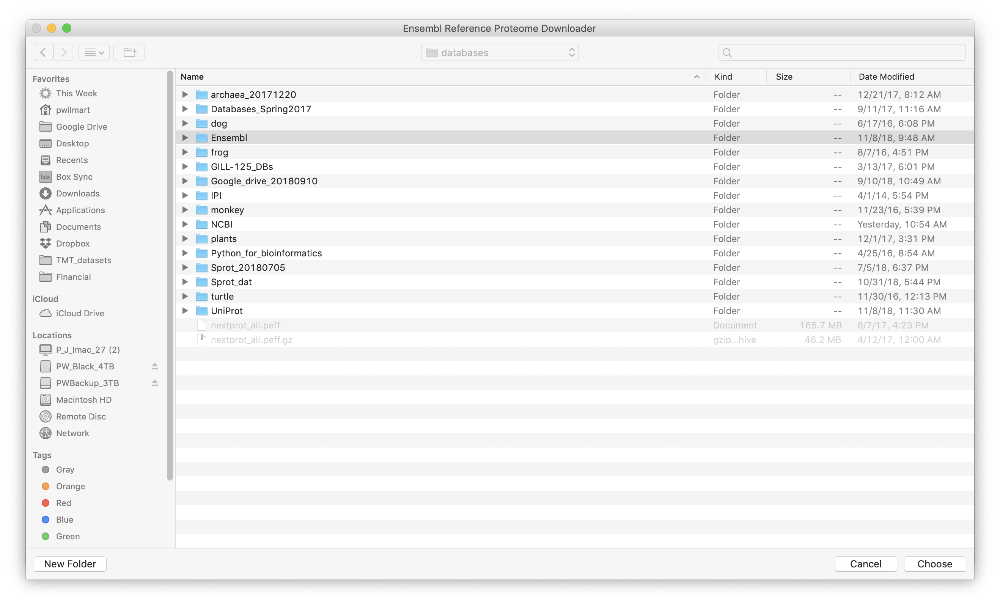 Ensembl Reference Proteome Downloader
databases
Favorites
This Week
pwilmart
Google Drive
Desktop
Recents
box Box Sync
Downloads
Applications
Documents
Dropbox
TMT_datasets
Financial
iCloud
iCloud Drive
Locations
P_J_Imac_27 (2)
PW_Black_4TB
PWBackup_3TB
Macintosh HD
Remote Disc
Network
Tags
Gray
Orange
Red
Blue
Green
Name Kind Size Date Modified
archaea_20171220 Folder -- 12/21/17, 8:12 AM
Databases_Spring2017 Folder -- 9/11/17, 11:16 AM
dog Folder -- 6/17/16, 6:08 PM
Ensembl Folder -- 11/8/18, 9:48 AM
frog Folder -- 8/7/16, 4:51 PM
GILL-125_DBs Folder -- 3/13/17, 6:01 PM
Google_drive_20180910 Folder -- 9/10/18, 10:49 AM
IPI Folder -- 4/1/14, 5:54 PM
monkey Folder -- 11/23/16, 5:39 PM
NCBI Folder -- Yesterday, 10:54 AM
plants Folder -- 12/1/17, 3:31 PM
Python_for_bioinformatics Folder -- 4/25/16, 8:54 AM
Sprot_20180705 Folder -- 7/5/18, 6:37 PM
Sprot_dat Folder -- 10/31/18, 5:44 PM
turtle Folder -- 11/30/16, 12:13 PM
UniProt Folder -- 11/8/18, 11:30 AM
nextprot_all.peff Document 165.7 MB 6/7/17, 4:23 PM
nextprot_all.peff.gz gzip...hive 46.2 MB 4/12/17, 12:00 AM
New Folder Cancel Choose